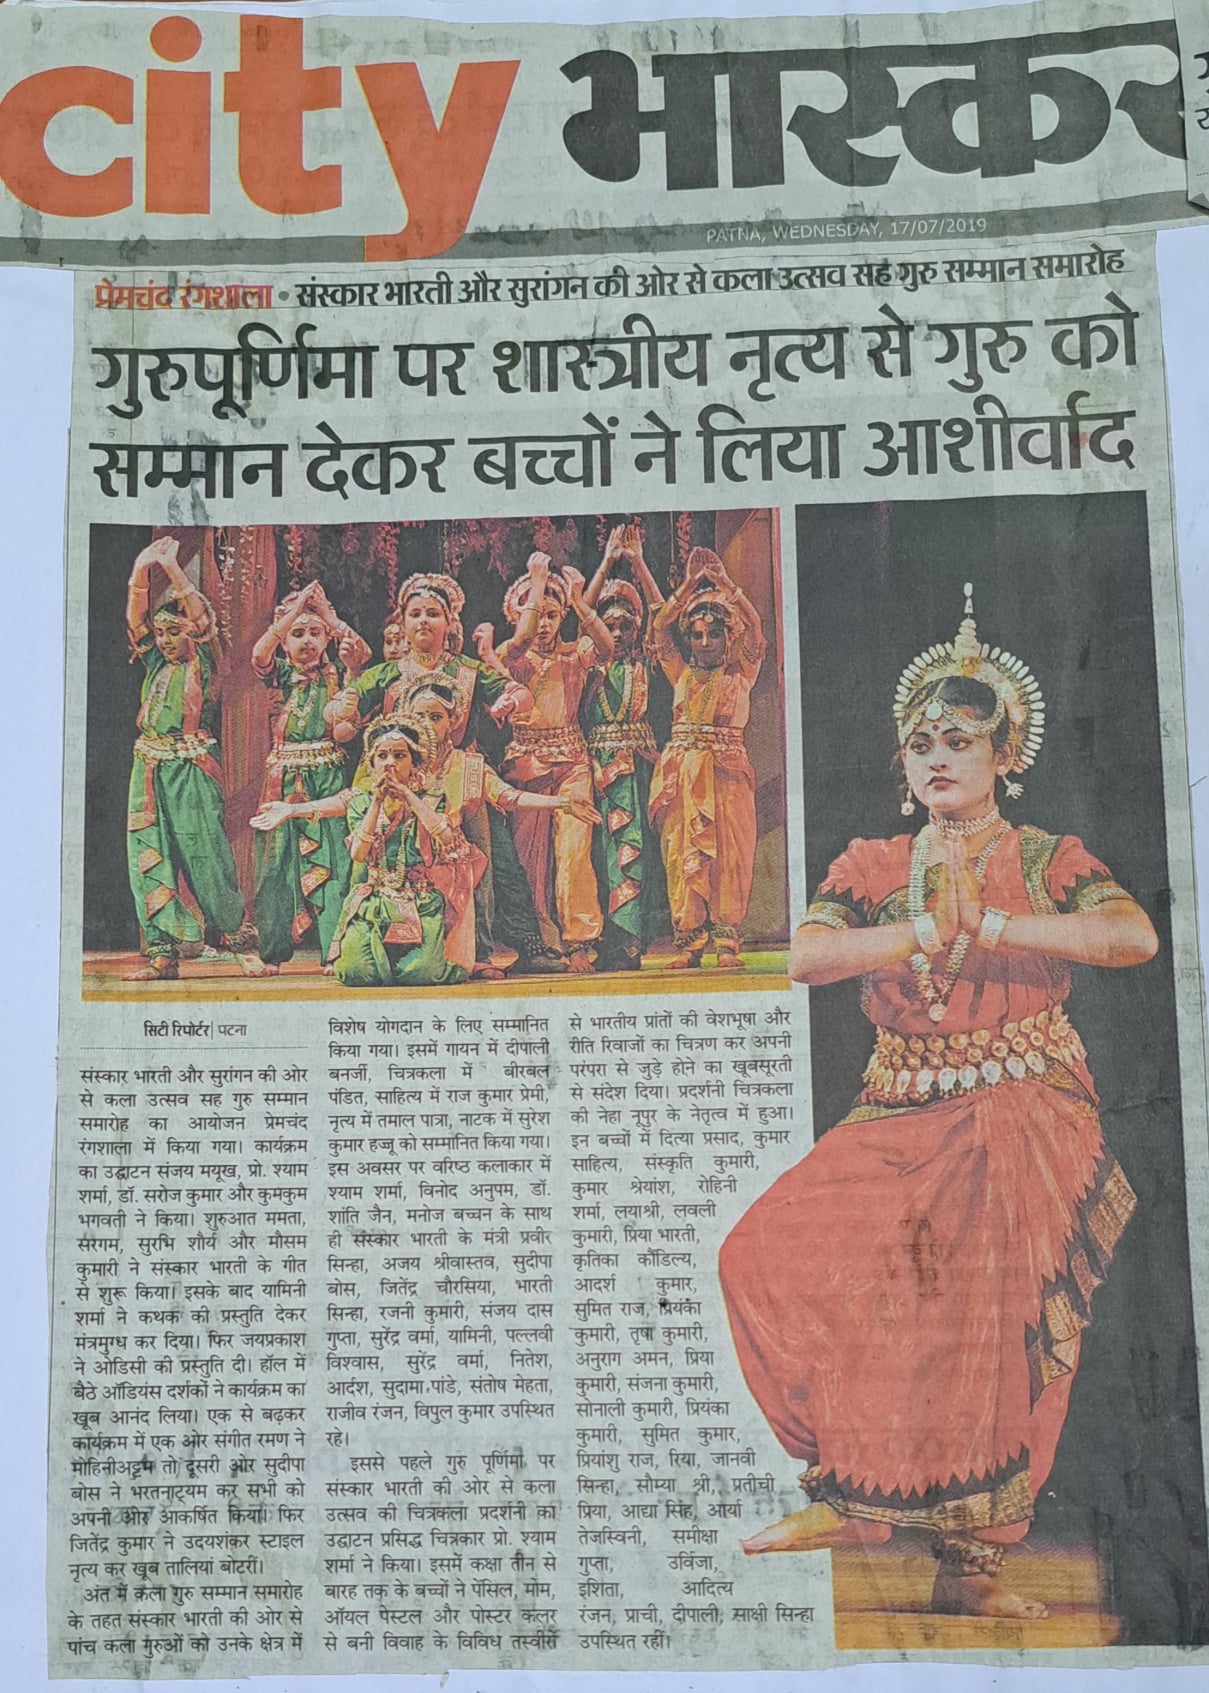 city भास्कर
PATNA, WEDNESDAY, 17/07/2019
प्रेमचंद रंगशाला • संस्कार भारती और सुरांगन की ओर से कला उत्सव सह गुरु सम्मान समारोह
गुरुपूर्णिमा पर शास्त्रीय नृत्य से गुरु को
सम्मान देकर बच्चों ने लिया आशीर्वाद
सिटी रिपोर्टर| पटना
संस्कार भारती और सुरांगन की ओर
से कला उत्सव सह गुरु सम्मान
समारोह का आयोजन प्रेमचंद
रंगशाला में किया गया। कार्यक्रम
का उद्घाटन संजय मयूख, प्रो. श्याम
शर्मा, डॉ. सरोज कुमार और कुमकुम
भगवती ने किया। शुरुआत ममता,
सरगम, सुरभि शौर्य और मौसम
कुमारी ने संस्कार भारती के गीत
से शुरू किया। इसके बाद यामिनी
शर्मा ने कथक की प्रस्तुति देकर
मंत्रमुग्ध कर दिया। फिर जयप्रकाश
ने ओडिसी की प्रस्तुति दी। हॉल में
बैठे ऑडियंस दर्शकों ने कार्यक्रम का
खूब आनंद लिया। एक से बढ़कर
कार्यक्रम में एक ओर संगीत रमण ने
मोहिनीअट्टम तो दूसरी ओर सुदीपा
बोस ने भरतनाट्यम कर सभी को
अपनी ओर आकर्षित किया। फिर
जितेंद्र कुमार ने उदयशंकर स्टाइल
नृत्य कर खूब तालियां बोटरीं।
अंत में कला गुरु सम्मान समारोह
के तहत संस्कार भारती की ओर से
पांच कला गुरुओं को उनके क्षेत्र में
विशेष योगदान के लिए सम्मानित
किया गया। इसमें गायन में दीपाली
बनर्जी, चित्रकला में बीरबल
पंडित, साहित्य में राज कुमार प्रेमी,
नृत्य में तमाल पात्रा, नाटक में सुरेश
कुमार हज्जू को सम्मानित किया गया।
इस अवसर पर वरिष्ठ कलाकार में
श्याम शर्मा, विनोद अनुपम, डॉ.
शांति जैन, मनोज बच्चन के साथ
ही संस्कार भारती के मंत्री प्रवीर
सिन्हा, अजय श्रीवास्तव, सुदीपा
बोस, जितेंद्र चौरसिया, भारती
सिन्हा, रजनी कुमारी, संजय दास
गुप्ता, सुरेंद्र वर्मा, यामिनी, पल्लवी
विश्वास, सुरेंद्र वर्मा, नितेश,
आर्दश, सुदामा पांडे, संतोष मेहता,
राजीव रंजन, विपुल कुमार उपस्थित
रहे।
इससे पहले गुरु पूर्णिमा पर
संस्कार भारती की ओर से कला
उत्सव की चित्रकला प्रदर्शनी का
उद्घाटन प्रसिद्ध चित्रकार प्रो. श्याम
शर्मा ने किया। इसमें कक्षा तीन से
बारह तक के बच्चों ने पेंसिल, मोम,
ऑयल पेस्टल और पोस्टर कलर
से बनी विवाह के विविध तस्वीरों
से भारतीय प्रांतों की वेशभूषा और
रीति रिवाजों का चित्रण कर अपनी
परंपरा से जुड़े होने का खूबसूरती
से संदेश दिया। प्रदर्शनी चित्रकला
की नेहा नूपुर के नेतृत्व में हुआ।
इन बच्चों में दित्या प्रसाद, कुमार
साहित्य, संस्कृति कुमारी,
कुमार श्रेयांश, रोहिनी
शर्मा, लयाश्री, लवली
कुमारी, प्रिया भारती,
कृतिका कौंडिल्य,
आदर्श कुमार,
सुमित राज, प्रियंका
कुमारी, तृषा कुमारी,
अनुराग अमन, प्रिया
कुमारी, संजना कुमारी,
सोनाली कुमारी, प्रियंका
कुमारी, सुमित कुमार,
प्रियांशु राज, रिया, जानवी
सिन्हा, सौम्या श्री, प्रतीची
प्रिया, आद्या सिंह, आर्या
तेजस्विनी, समीक्षा
गुप्ता, उर्विजा,
इशिता, आदित्य
रंजन, प्राची, दीपाली, साक्षी सिन्हा
उपस्थित रहीं।